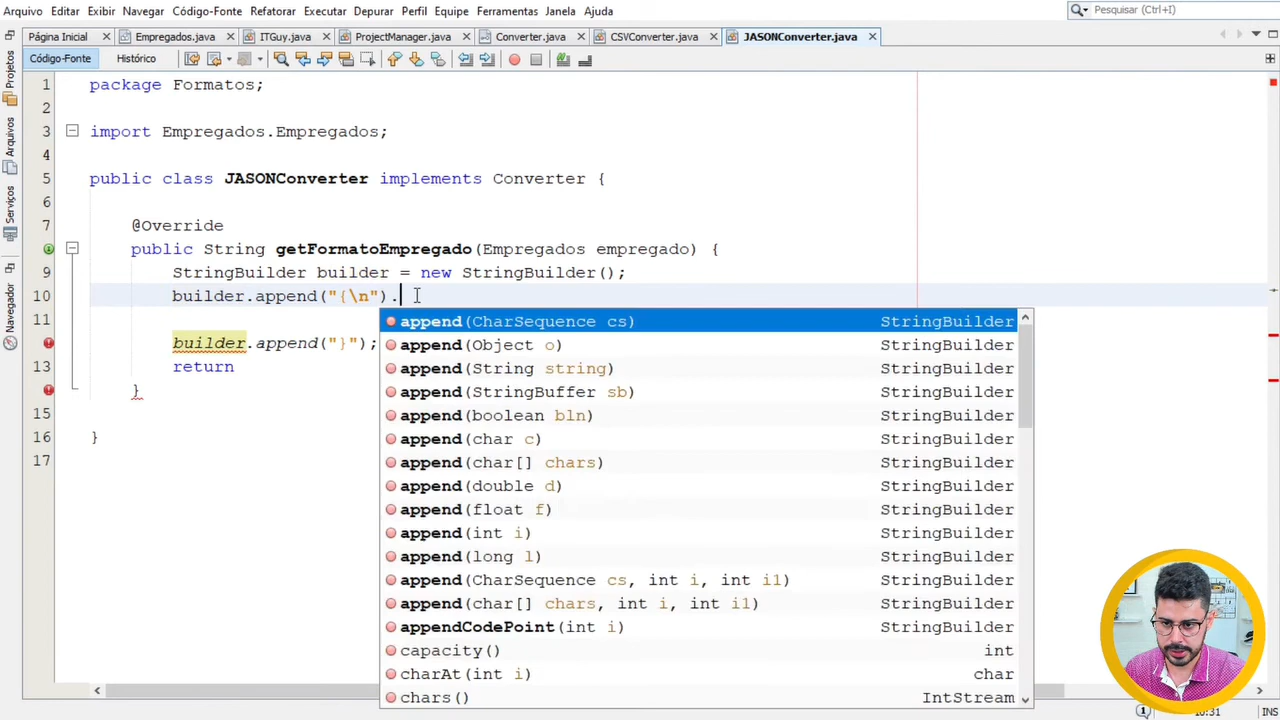 Arquivo Editar Exibir Navegar Código-Fonte Refatorar Executar Depurar Perfil Equipe Ferramentas Janela Ajuda
Pesquisar (Ctrl+I)
Página Inicial Empregados.java ITGuy.java ProjectManager.java Converter.java CSVConverter.java JASONConverter.java
Código-Fonte Histórico
Projetos
Arquivos
Serviços
Navegador
1 package Formatos;
2
3 import Empregados.Empregados;
4
5 public class JASONConverter implements Converter {
6
7 @Override
public String getFormatoEmpregado(Empregados empregado) {
9 StringBuilder builder = new StringBuilder();
10 builder.append("{\n").
11
builder.append("}");
13 return
}
15
16 }
17
append(CharSequence cs) StringBuilder
append(Object o) StringBuilder
append(String string) StringBuilder
append(StringBuffer sb) StringBuilder
append(boolean bln) StringBuilder
append(char c) StringBuilder
append(char[] chars) StringBuilder
append(double d) StringBuilder
append(float f) StringBuilder
append(int i) StringBuilder
append(long l) StringBuilder
append(CharSequence cs, int i, int i1) StringBuilder
append(char[] chars, int i, int i1) StringBuilder
appendCodePoint(int i) StringBuilder
capacity() int
charAt(int i) char
chars() IntStream
10:31 INS